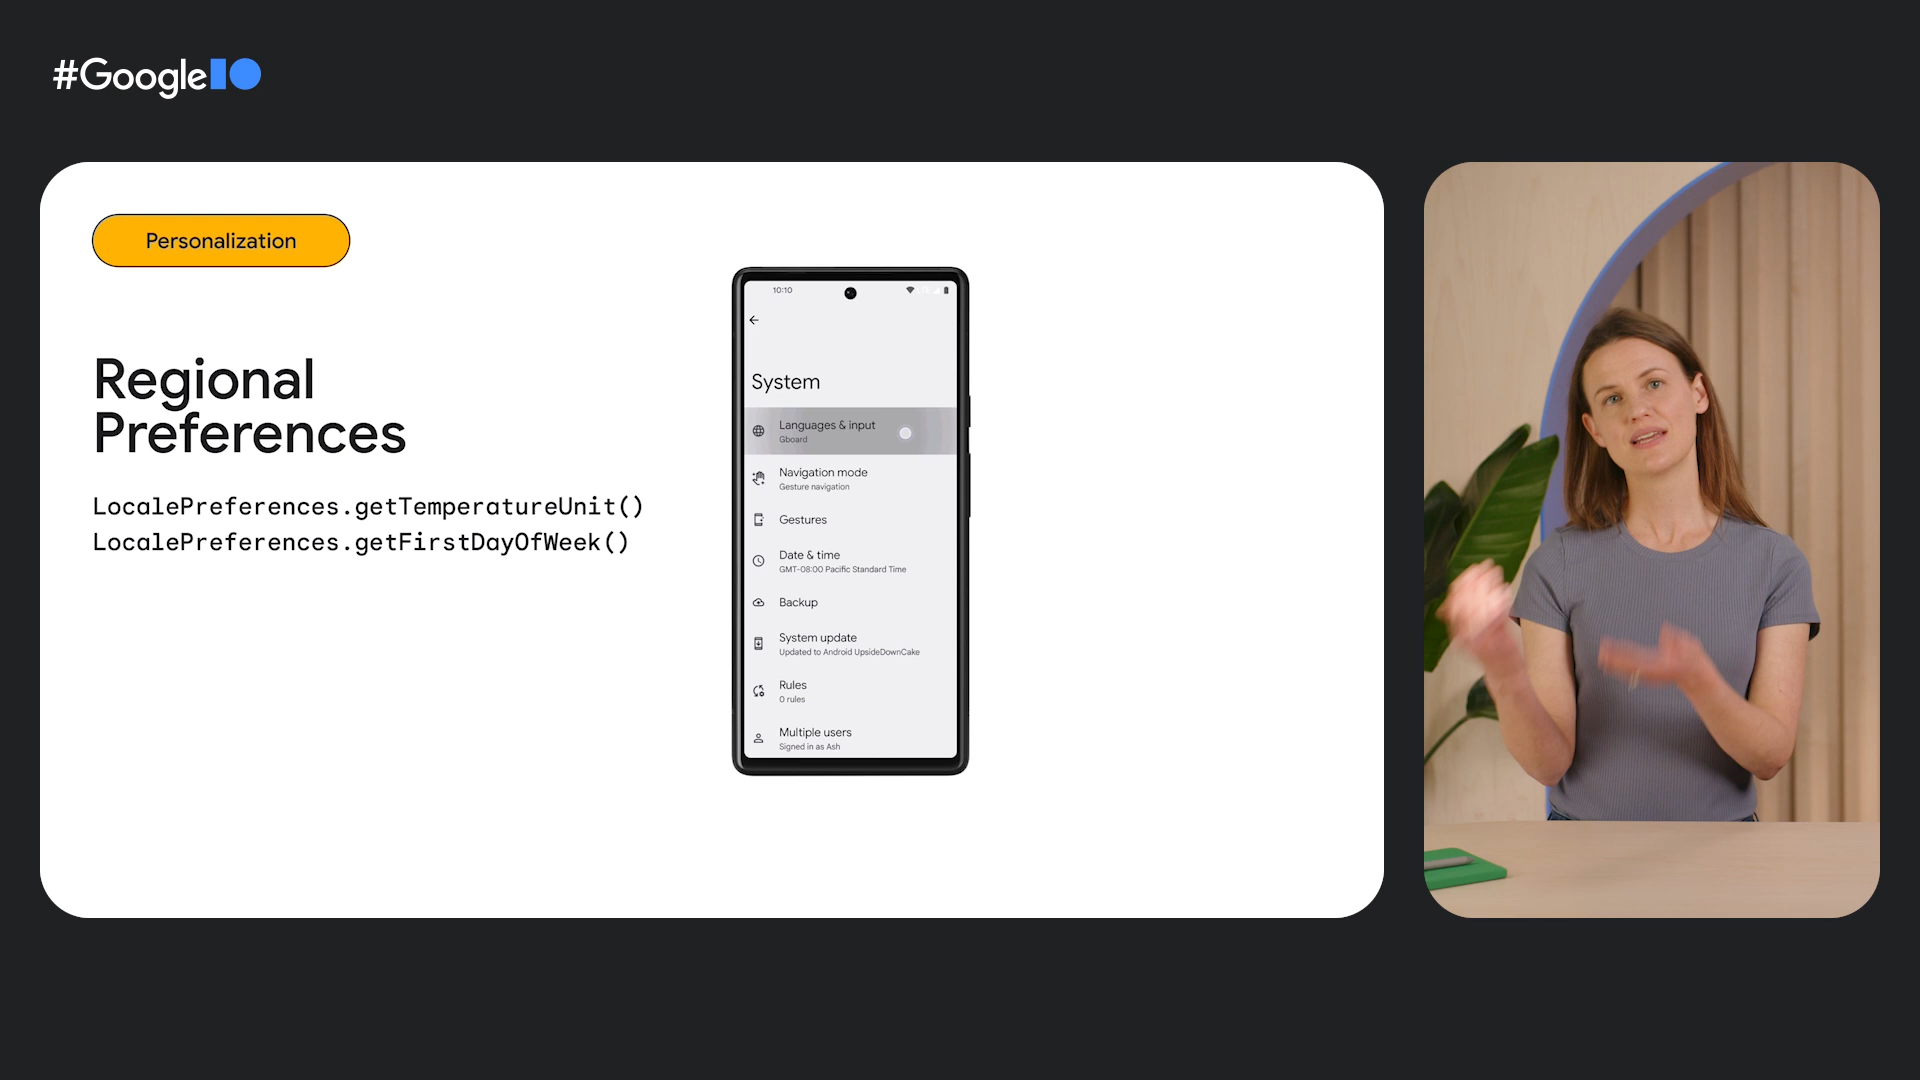 #GoogleIO
Personalization
Regional
Preferences
LocalePreferences.getTemperatureUnit()
LocalePreferences.getFirstDayOfWeek()
10:10
System
Languages & input
Gboard
Navigation mode
Gesture navigation
Gestures
Date & time
GMT-08:00 Pacific Standard Time
Backup
System update
Updated to Android UpsideDownCake
Rules
0 rules
Multiple users
Signed in as Ash